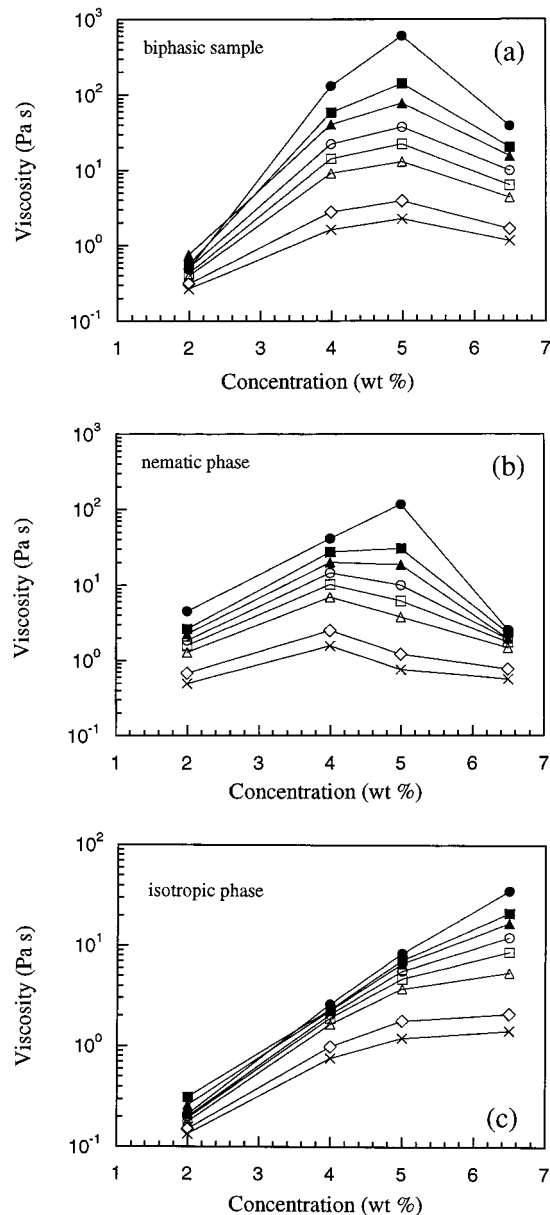 10³
biphasic sample
(a)
10²
Viscosity (Pa s)
10¹
10⁰
10⁻¹
1 2 3 4 5 6 7
Concentration (wt %)
10³
nematic phase
(b)
10²
Viscosity (Pa s)
10¹
10⁰
10⁻¹
1 2 3 4 5 6 7
Concentration (wt %)
10²
isotropic phase
10¹
Viscosity (Pa s)
10⁰
(c)
10⁻¹
1 2 3 4 5 6 7
Concentration (wt %)